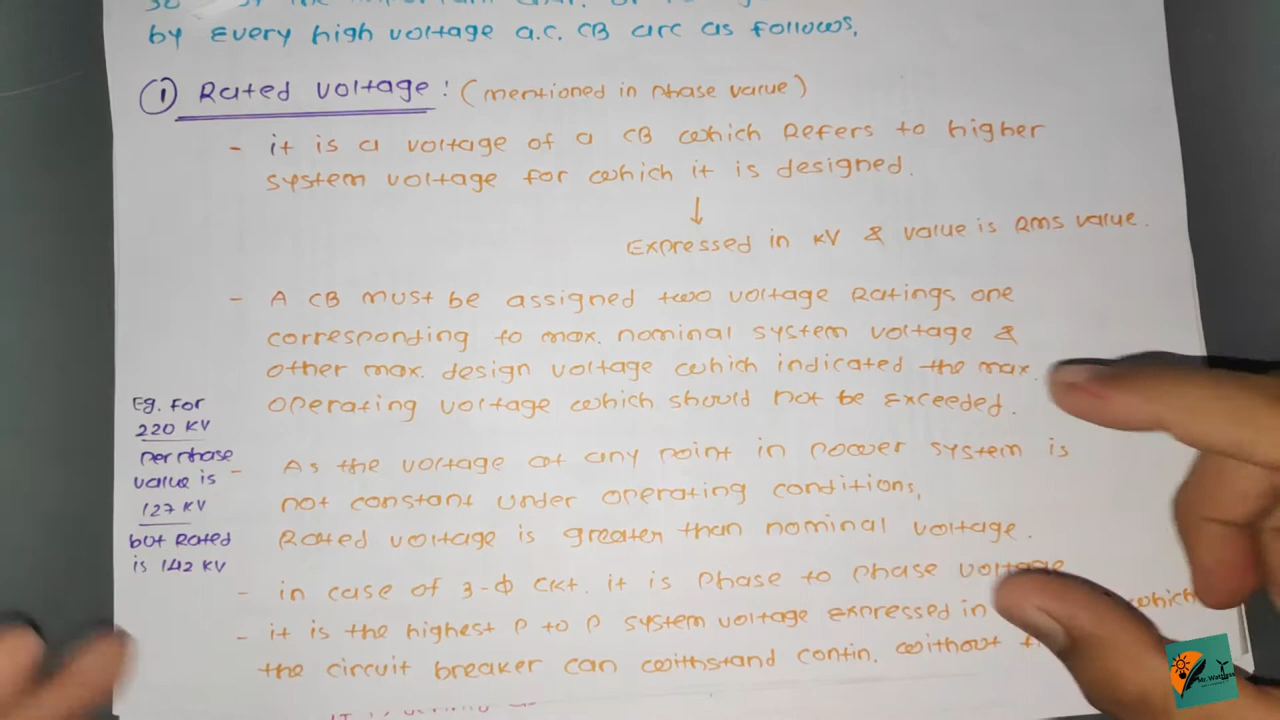 by every high voltage a.c. CB are as follows,
① Rated voltage : (mentioned in phase value)
- it is a voltage of a CB which Refers to higher
system voltage for which it is designed.
↓
Expressed in KV & value is Rms value.
- A CB must be assigned two voltage Ratings one
corresponding to max. nominal system voltage &
other max. design voltage which indicated the max.
operating voltage which should not be exceeded.
Eg. for
220 KV
per phase
value is
127 KV
but Rated
is 142 KV
- As the voltage at any point in power system is
not constant under operating conditions,
Rated voltage is greater than nominal voltage.
- in case of 3-Φ ckt. it is phase to phase voltage
- it is the highest P to P system voltage expressed in which
the circuit breaker can withstand contin. without
Mr. Wattson